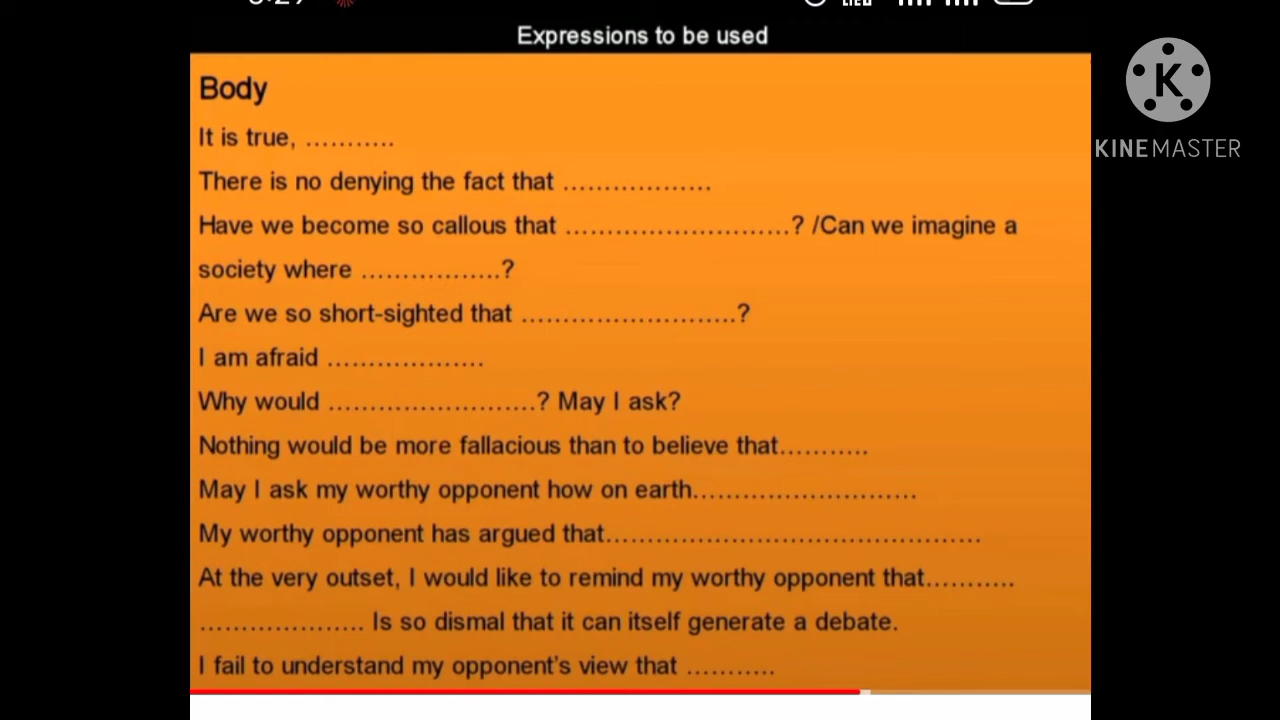 Expressions to be used
Body
It is true, ...........
There is no denying the fact that ..................
Have we become so callous that ...........................? /Can we imagine a
society where .................?
Are we so short-sighted that ..........................?
I am afraid ...................
Why would .........................? May I ask?
Nothing would be more fallacious than to believe that...........
May I ask my worthy opponent how on earth...........................
My worthy opponent has argued that.............................................
At the very outset, I would like to remind my worthy opponent that...........
.................... Is so dismal that it can itself generate a debate.
I fail to understand my opponent's view that ...........
K
KINEMASTER